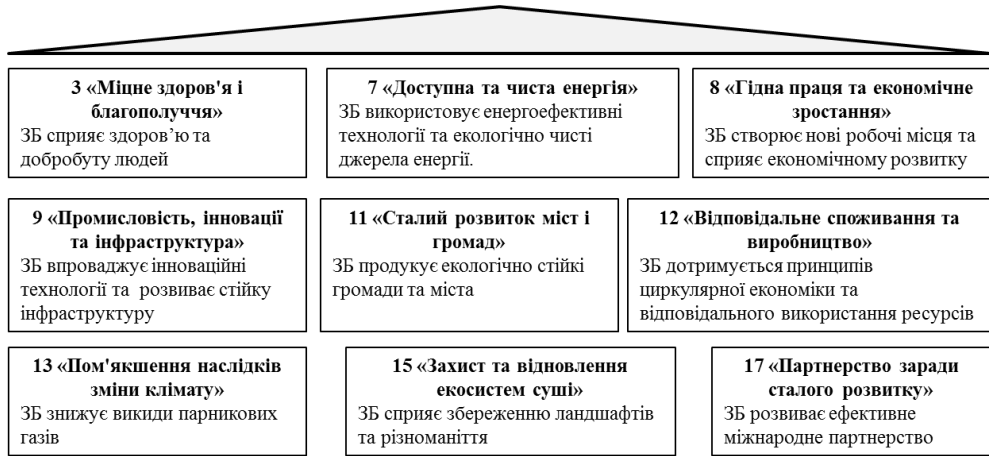 3 «Міцне здоров'я і
благополуччя»
ЗБ сприяє здоров’ю та
добробуту людей
7 «Доступна та чиста енергія»
ЗБ використовує енергоефективні
технології та екологічно чисті
джерела енергії.
8 «Гідна праця та економічне
зростання»
ЗБ створює нові робочі місця та
сприяє економічному розвитку
9 «Промисловість, інновації
та інфраструктура»
ЗБ впроваджує інноваційні
технології та розвиває стійку
інфраструктуру
11 «Сталий розвиток міст і
громад»
ЗБ продукує екологічно стійкі
громади та міста
12 «Відповідальне споживання та
виробництво»
ЗБ дотримується принципів
циркулярної економіки та
відповідального використання ресурсів
13 «Пом'якшення наслідків
зміни клімату»
ЗБ знижує викиди парникових
газів
15 «Захист та відновлення
екосистем суші»
ЗБ сприяє збереженню ландшафтів
та різноманіття
17 «Партнерство заради
сталого розвитку»
ЗБ розвиває ефективне
міжнародне партнерство